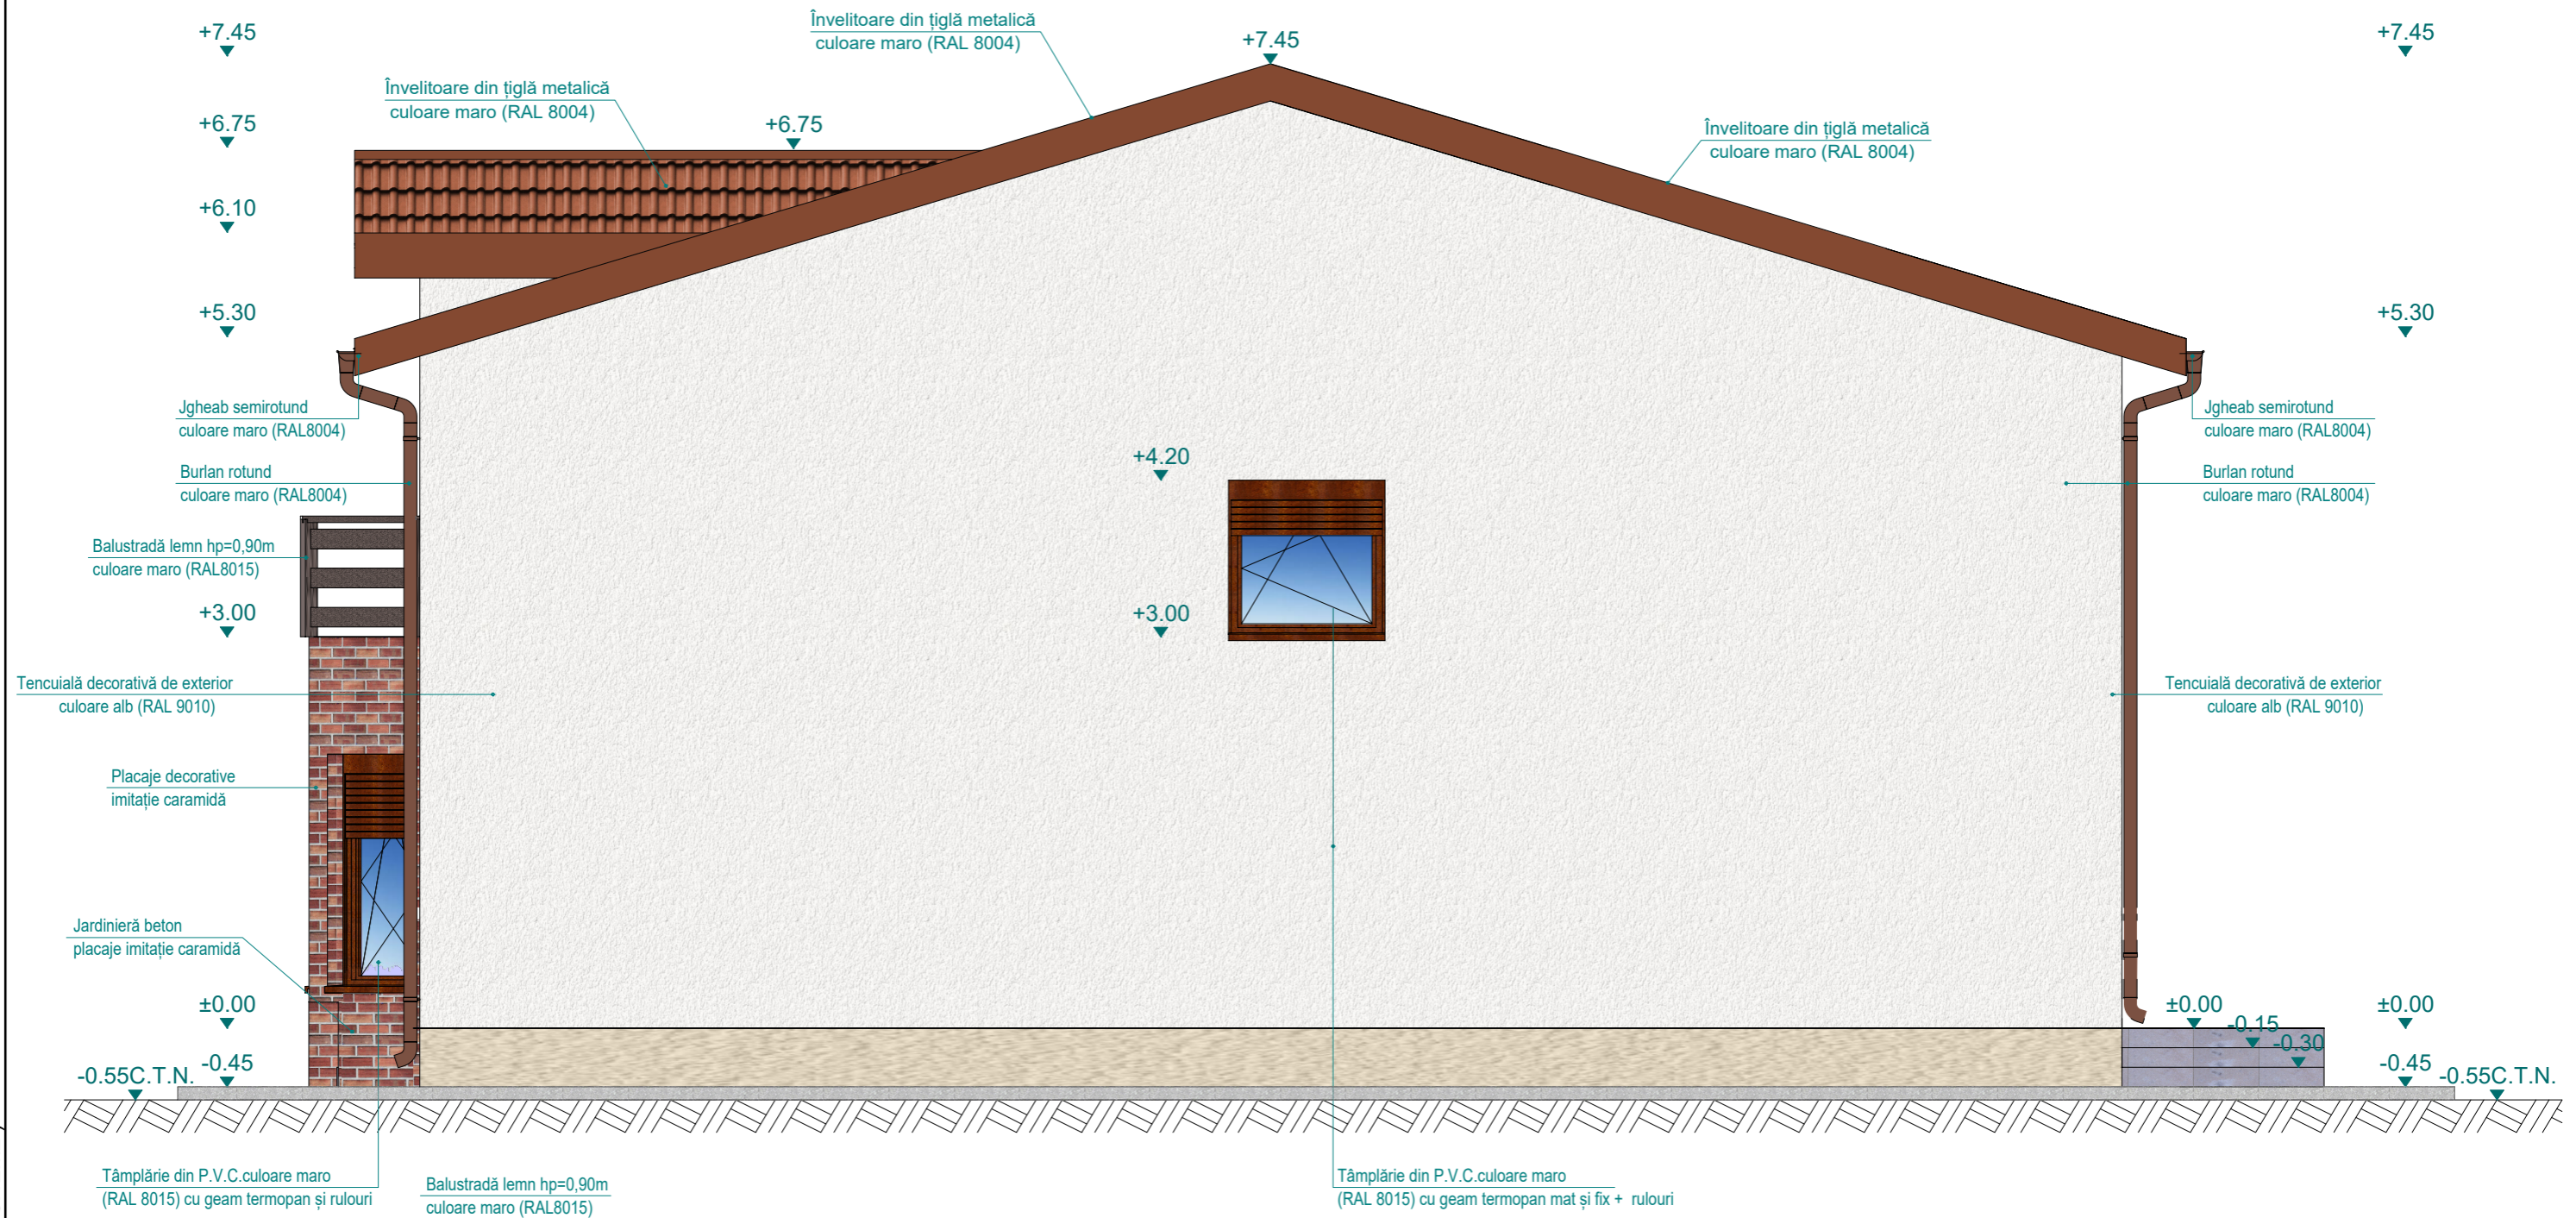 +7.45
Învelitoare din țiglă metalică
culoare maro (RAL 8004)
+7.45
+7.45
Învelitoare din țiglă metalică
culoare maro (RAL 8004)
+6.75
+6.75
Învelitoare din țiglă metalică
culoare maro (RAL 8004)
+6.10
+5.30
+5.30
Jgheab semirotund
culoare maro (RAL8004)
Jgheab semirotund
culoare maro (RAL8004)
Burlan rotund
culoare maro (RAL8004)
+4.20
Burlan rotund
culoare maro (RAL8004)
Balustradă lemn hp=0,90m
culoare maro (RAL8015)
+3.00
+3.00
Tencuială decorativă de exterior
culoare alb (RAL 9010)
Tencuială decorativă de exterior
culoare alb (RAL 9010)
Placaje decorative
imitație caramidă
Jardinieră beton
placaje imitație caramidă
±0.00
±0.00
±0.00
-0.15
-0.30
-0.55C.T.N.
-0.45
-0.45
-0.55C.T.N.
Tâmplărie din P.V.C.culoare maro
(RAL 8015) cu geam termopan și rulouri
Balustradă lemn hp=0,90m
culoare maro (RAL8015)
Tâmplărie din P.V.C.culoare maro
(RAL 8015) cu geam termopan mat și fix + rulouri